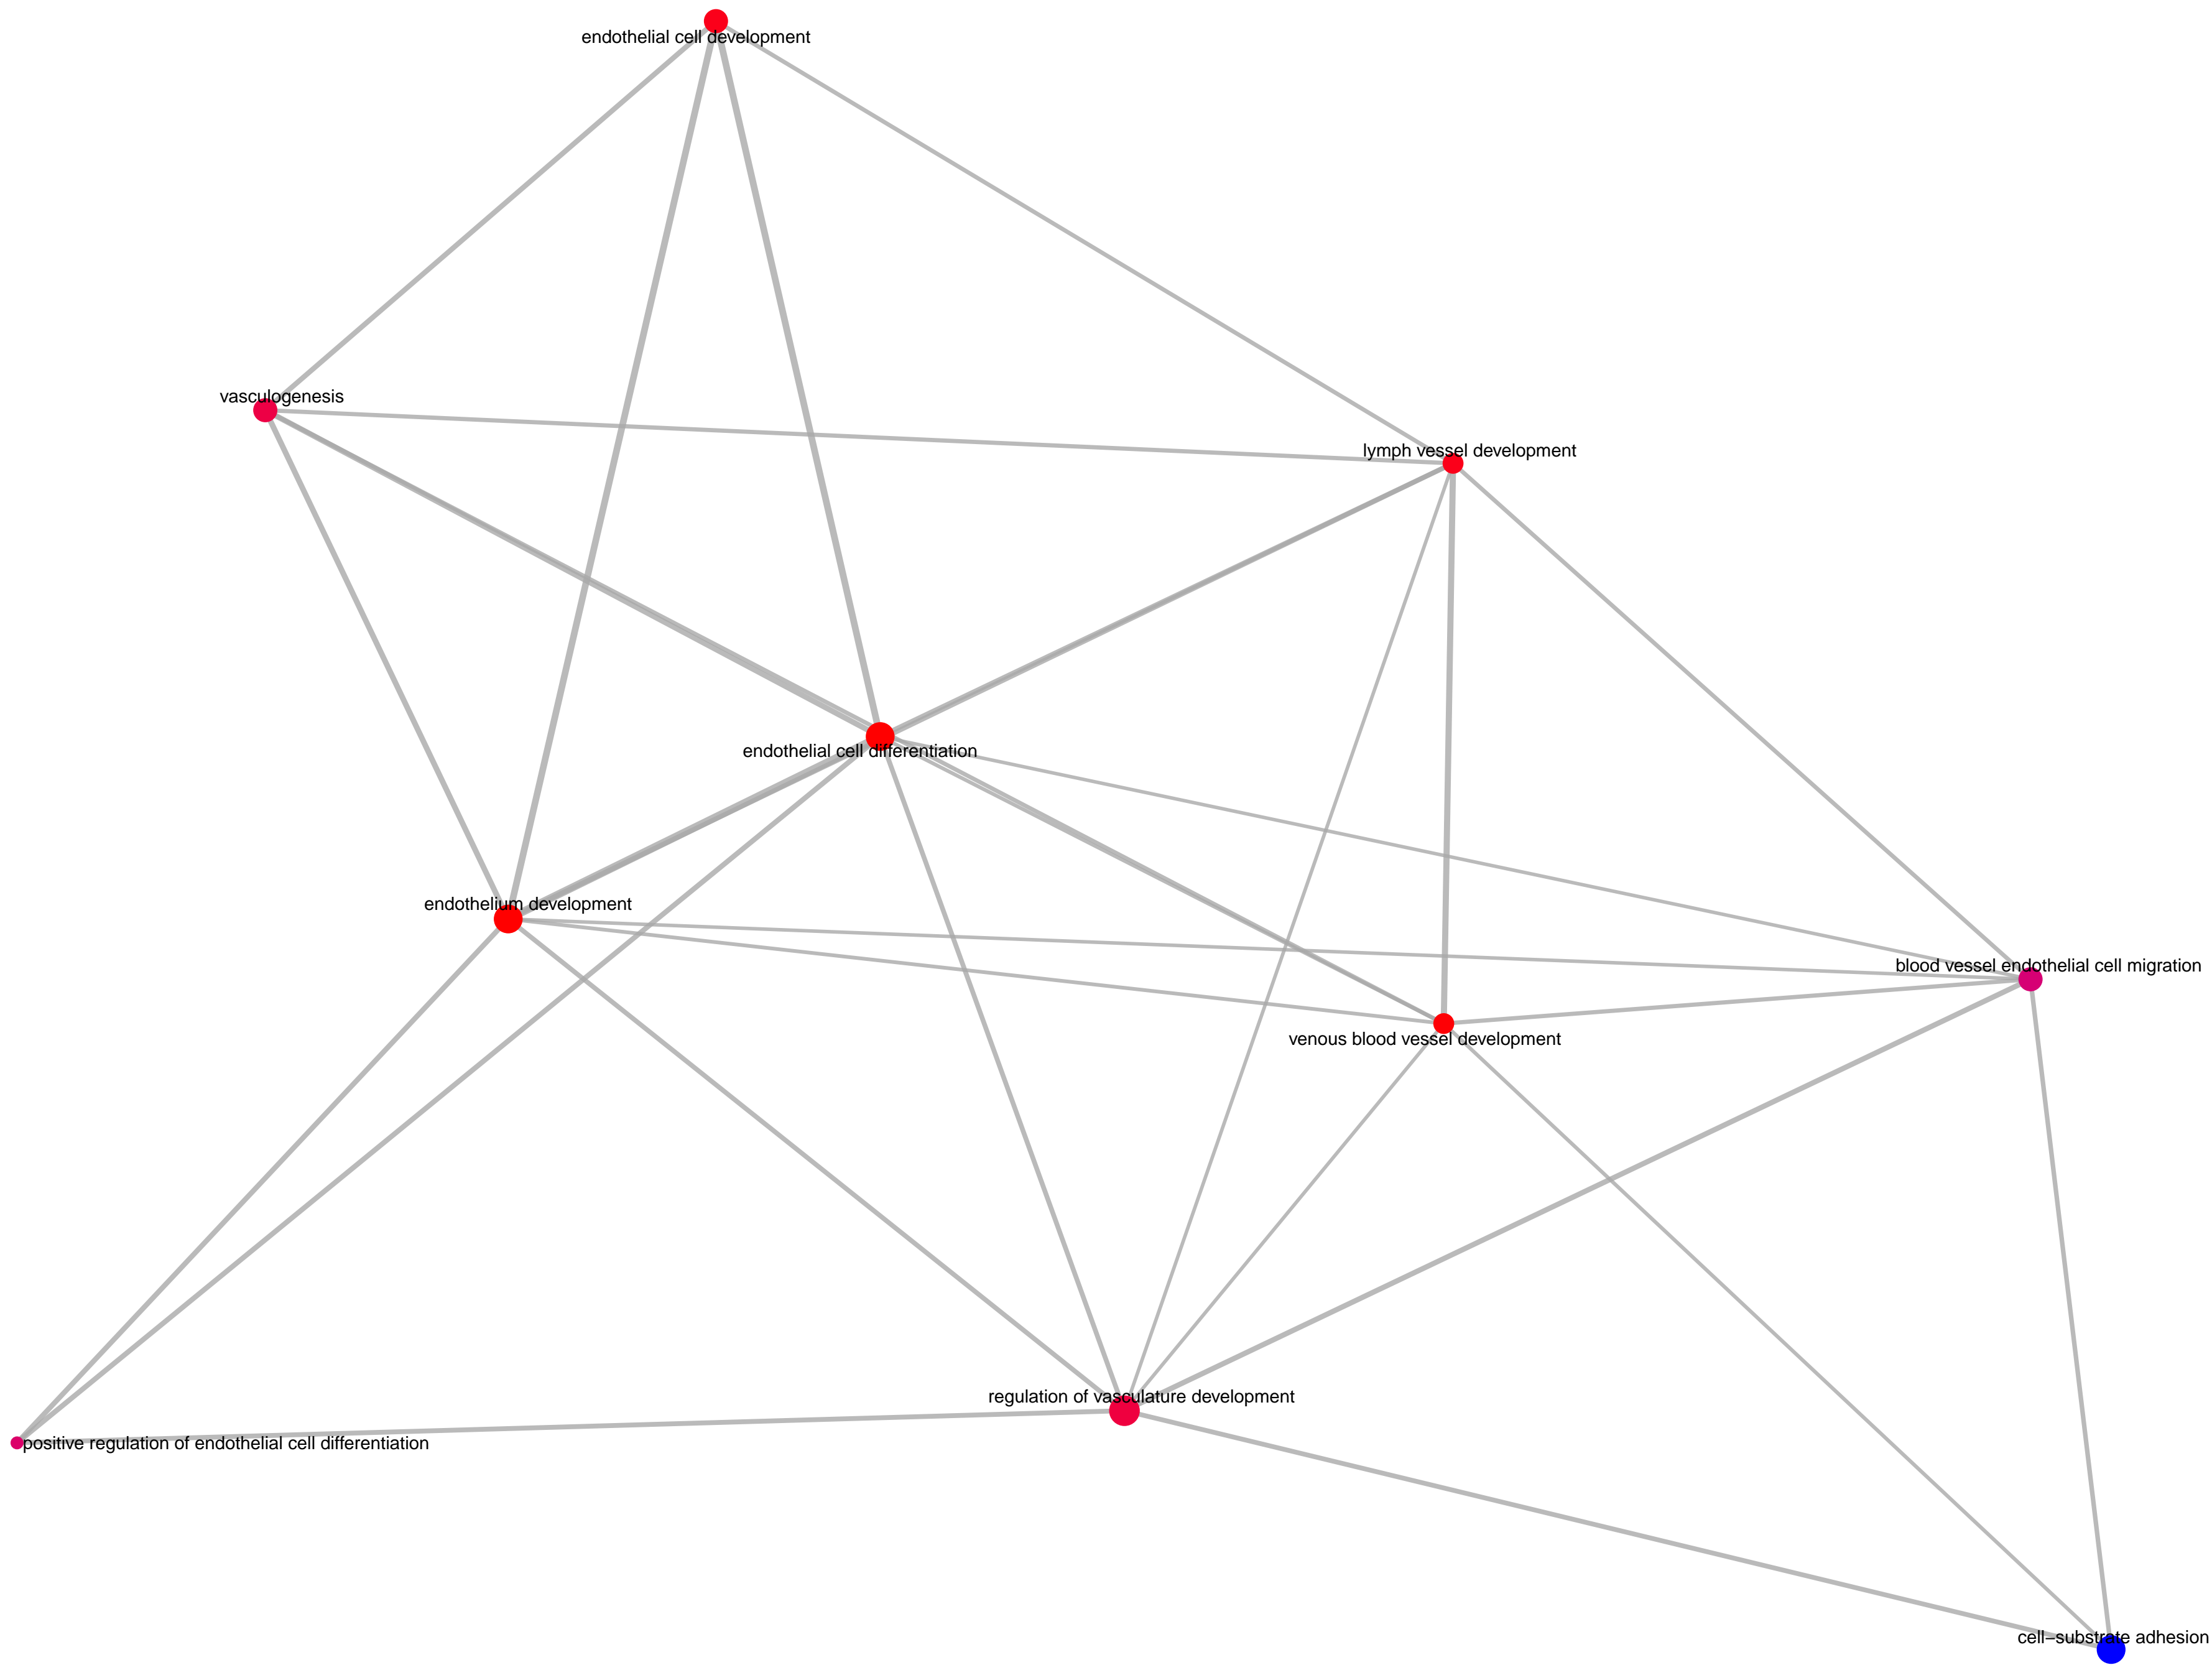 endothelial cell development
vasculogenesis
lymph vessel development
endothelial cell differentiation
endothelium development
blood vessel endothelial cell migration
venous blood vessel development
regulation of vasculature development
positive regulation of endothelial cell differentiation
cell−substrate adhesion